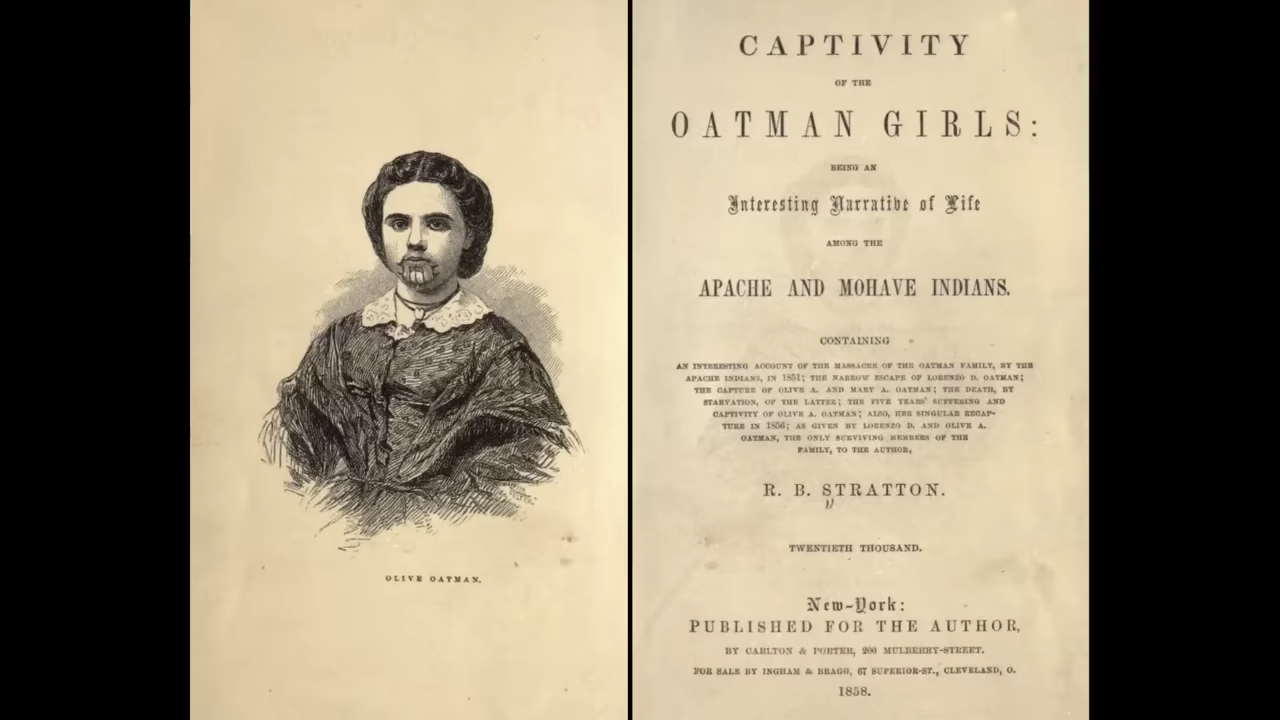 OLIVE OATMAN.
CAPTIVITY
OF THE
OATMAN GIRLS:
BEING AN
Interesting Narrative of Life
AMONG THE
APACHE AND MOHAVE INDIANS.
CONTAINING
AN INTERESTING ACCOUNT OF THE MASSACRE OF THE OATMAN FAMILY, BY THE
APACHE INDIANS, IN 1851; THE NARROW ESCAPE OF LORENZO D. OATMAN;
THE CAPTURE OF OLIVE A. AND MARY A. OATMAN; THE DEATH, BY
STARVATION, OF THE LATTER; THE FIVE YEARS' SUFFERING AND
CAPTIVITY OF OLIVE A. OATMAN; ALSO, HER SINGULAR RECAP-
TURE IN 1856; AS GIVEN BY LORENZO D. AND OLIVE A.
OATMAN, THE ONLY SURVIVING MEMBERS OF THE
FAMILY, TO THE AUTHOR,
R. B. STRATTON.
TWENTIETH THOUSAND.
New-York:
PUBLISHED FOR THE AUTHOR,
BY CARLTON & PORTER, 200 MULBERRY-STREET.
FOR SALE BY INGHAM & BRAGG, 67 SUPERIOR-ST., CLEVELAND, O.
1858.